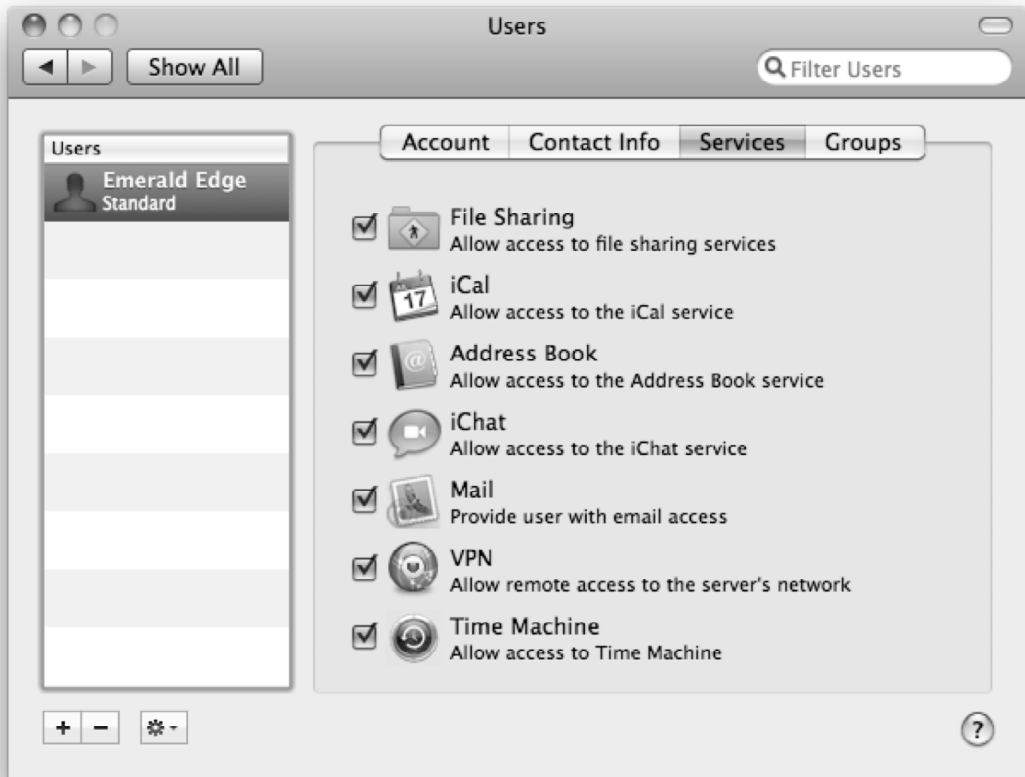 Users
Show All
Filter Users
Users
Emerald Edge
Standard
Account
Contact Info
Services
Groups
File Sharing
Allow access to file sharing services
17
iCal
Allow access to the iCal service
@
Address Book
Allow access to the Address Book service
iChat
Allow access to the iChat service
Mail
Provide user with email access
VPN
Allow remote access to the server's network
Time Machine
Allow access to Time Machine
+ −
?